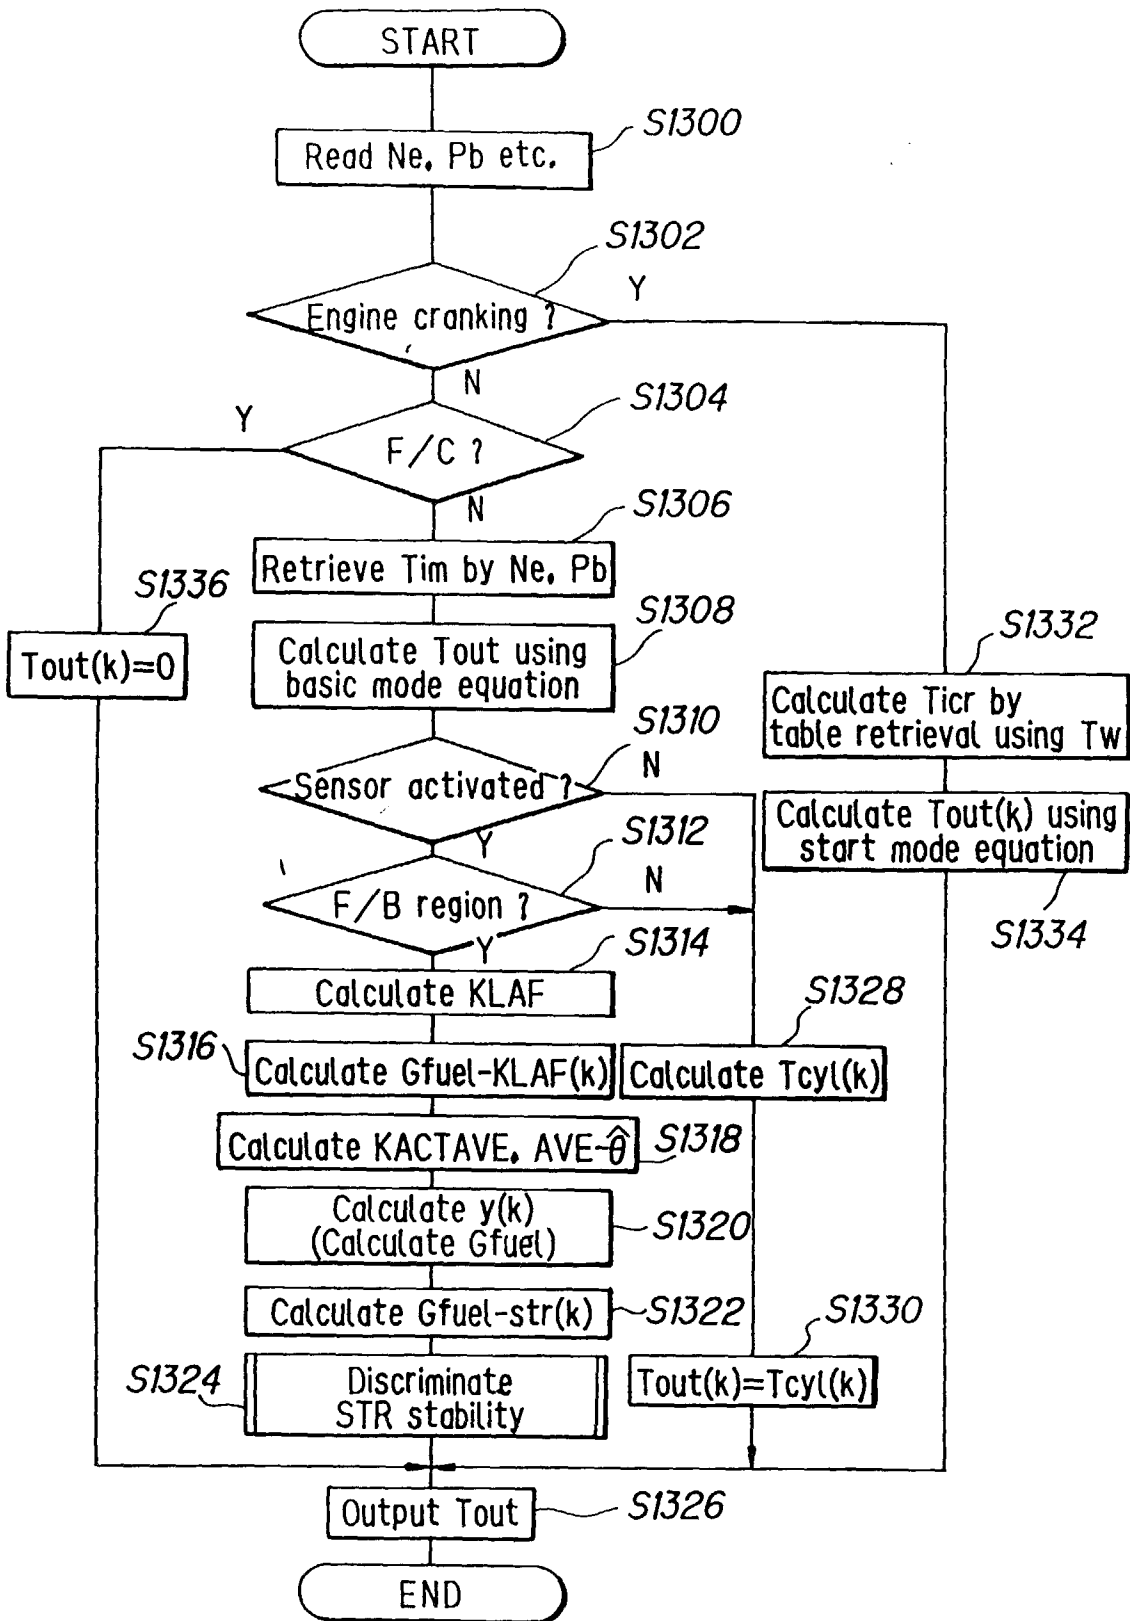 START
S1300
Read Ne. Pb etc.
S1302
Engine cranking ?
Y
N
S1304
Y
F/C ?
N
S1306
Retrieve Tim by Ne. Pb
S1336
Tout(k)=0
S1308
Calculate Tout using
basic mode equation
S1332
Calculate Ticr by
table retrieval using Tw
S1310
Sensor activated ?
N
Y
Calculate Tout(k) using
start mode equation
S1334
S1312
F/B region ?
N
Y
S1314
Calculate KLAF
S1328
S1316
Calculate Gfuel-KLAF(k)
Calculate Tcyl(k)
Calculate KACTAVE. AVE-θ̂
S1318
Calculate y(k)
(Calculate Gfuel)
S1320
Calculate Gfuel-str(k)
S1322
S1330
S1324
Discriminate
STR stability
Tout(k)=Tcyl(k)
Output Tout
S1326
END